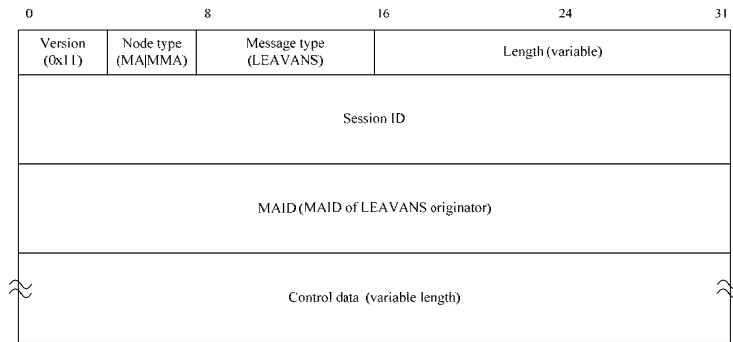 0 8 16 24 31
Version Node type Message type Length (variable)
(0x11) (MA|MMA) (LEAVANS)
Session ID
MAID (MAID of LEAVANS originator)
Control data (variable length)